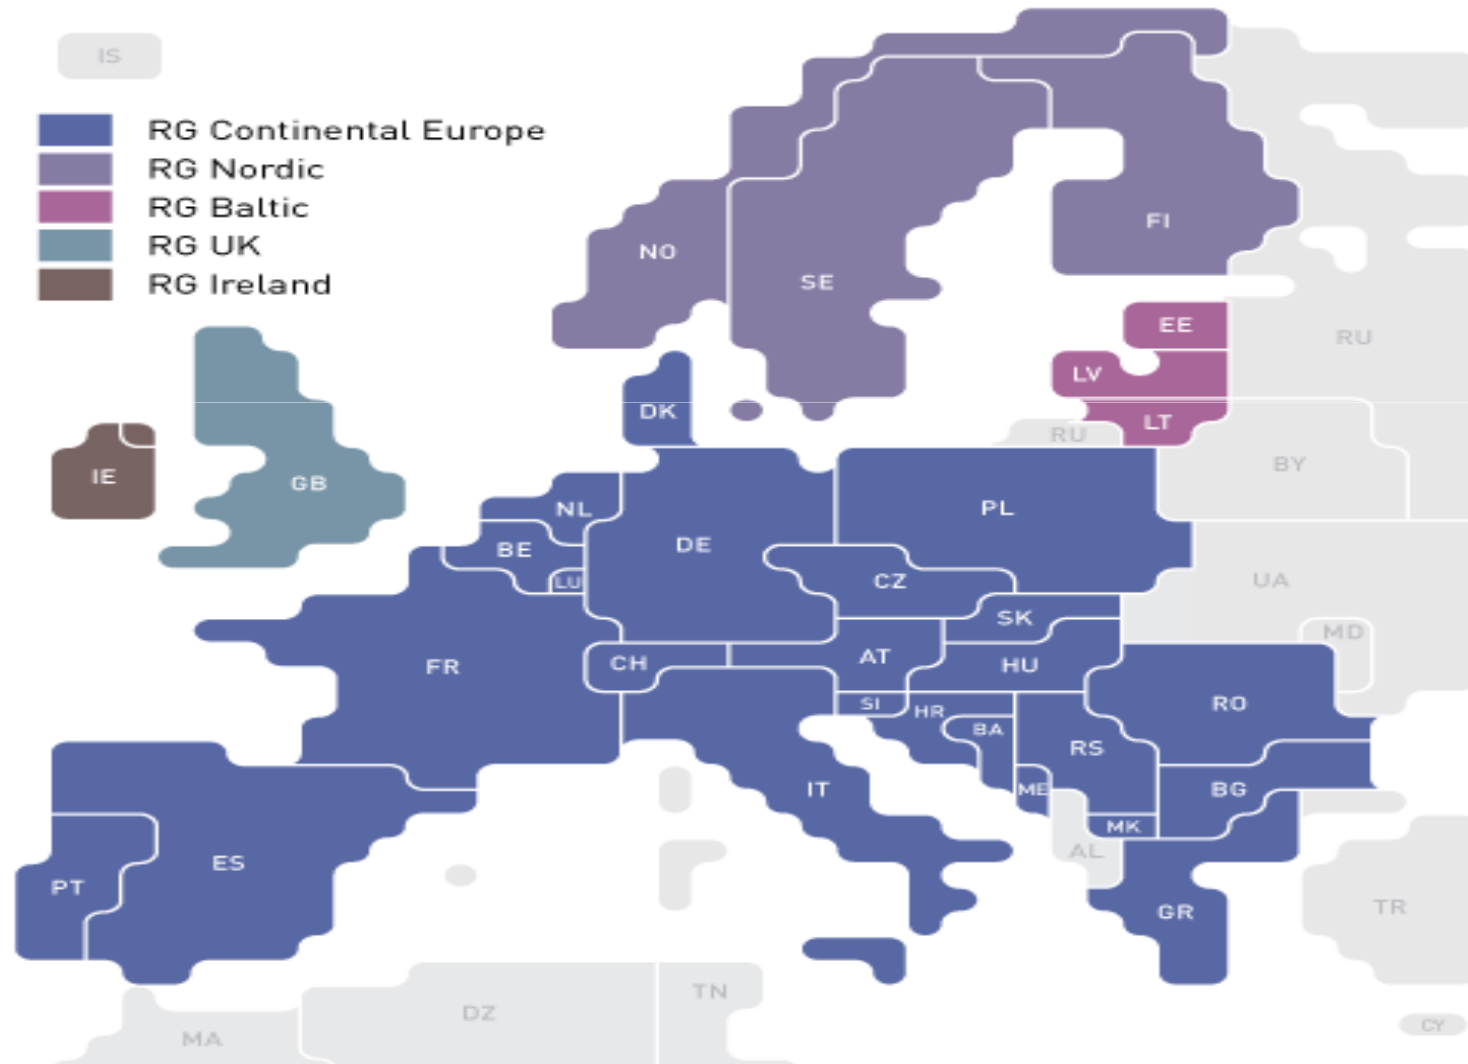 IS
RG Continental Europe
RG Nordic
RG Baltic
RG UK
RG Ireland
NO
FI
SE
EE
RU
LV
DK
LT
RU
BY
IE
GB
NL
PL
DE
BE
LU
CZ
UA
SK
MD
FR
CH
AT
HU
SI
HR
RO
BA
RS
IT
ME
BG
MK
AL
ES
PT
GR
TR
TN
DZ
CY
MA